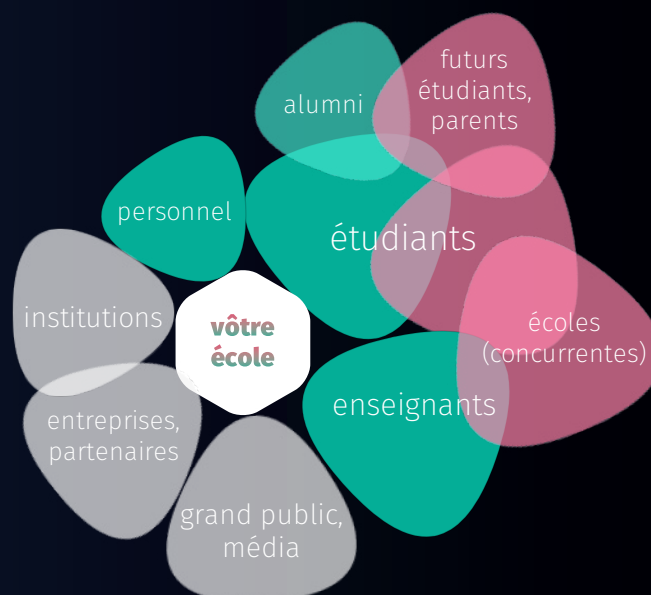 futurs
étudiants,
parents
alumni
personnel
étudiants
institutions
vôtre
école
écoles
(concurrentes)
enseignants
entreprises,
partenaires
grand public,
média